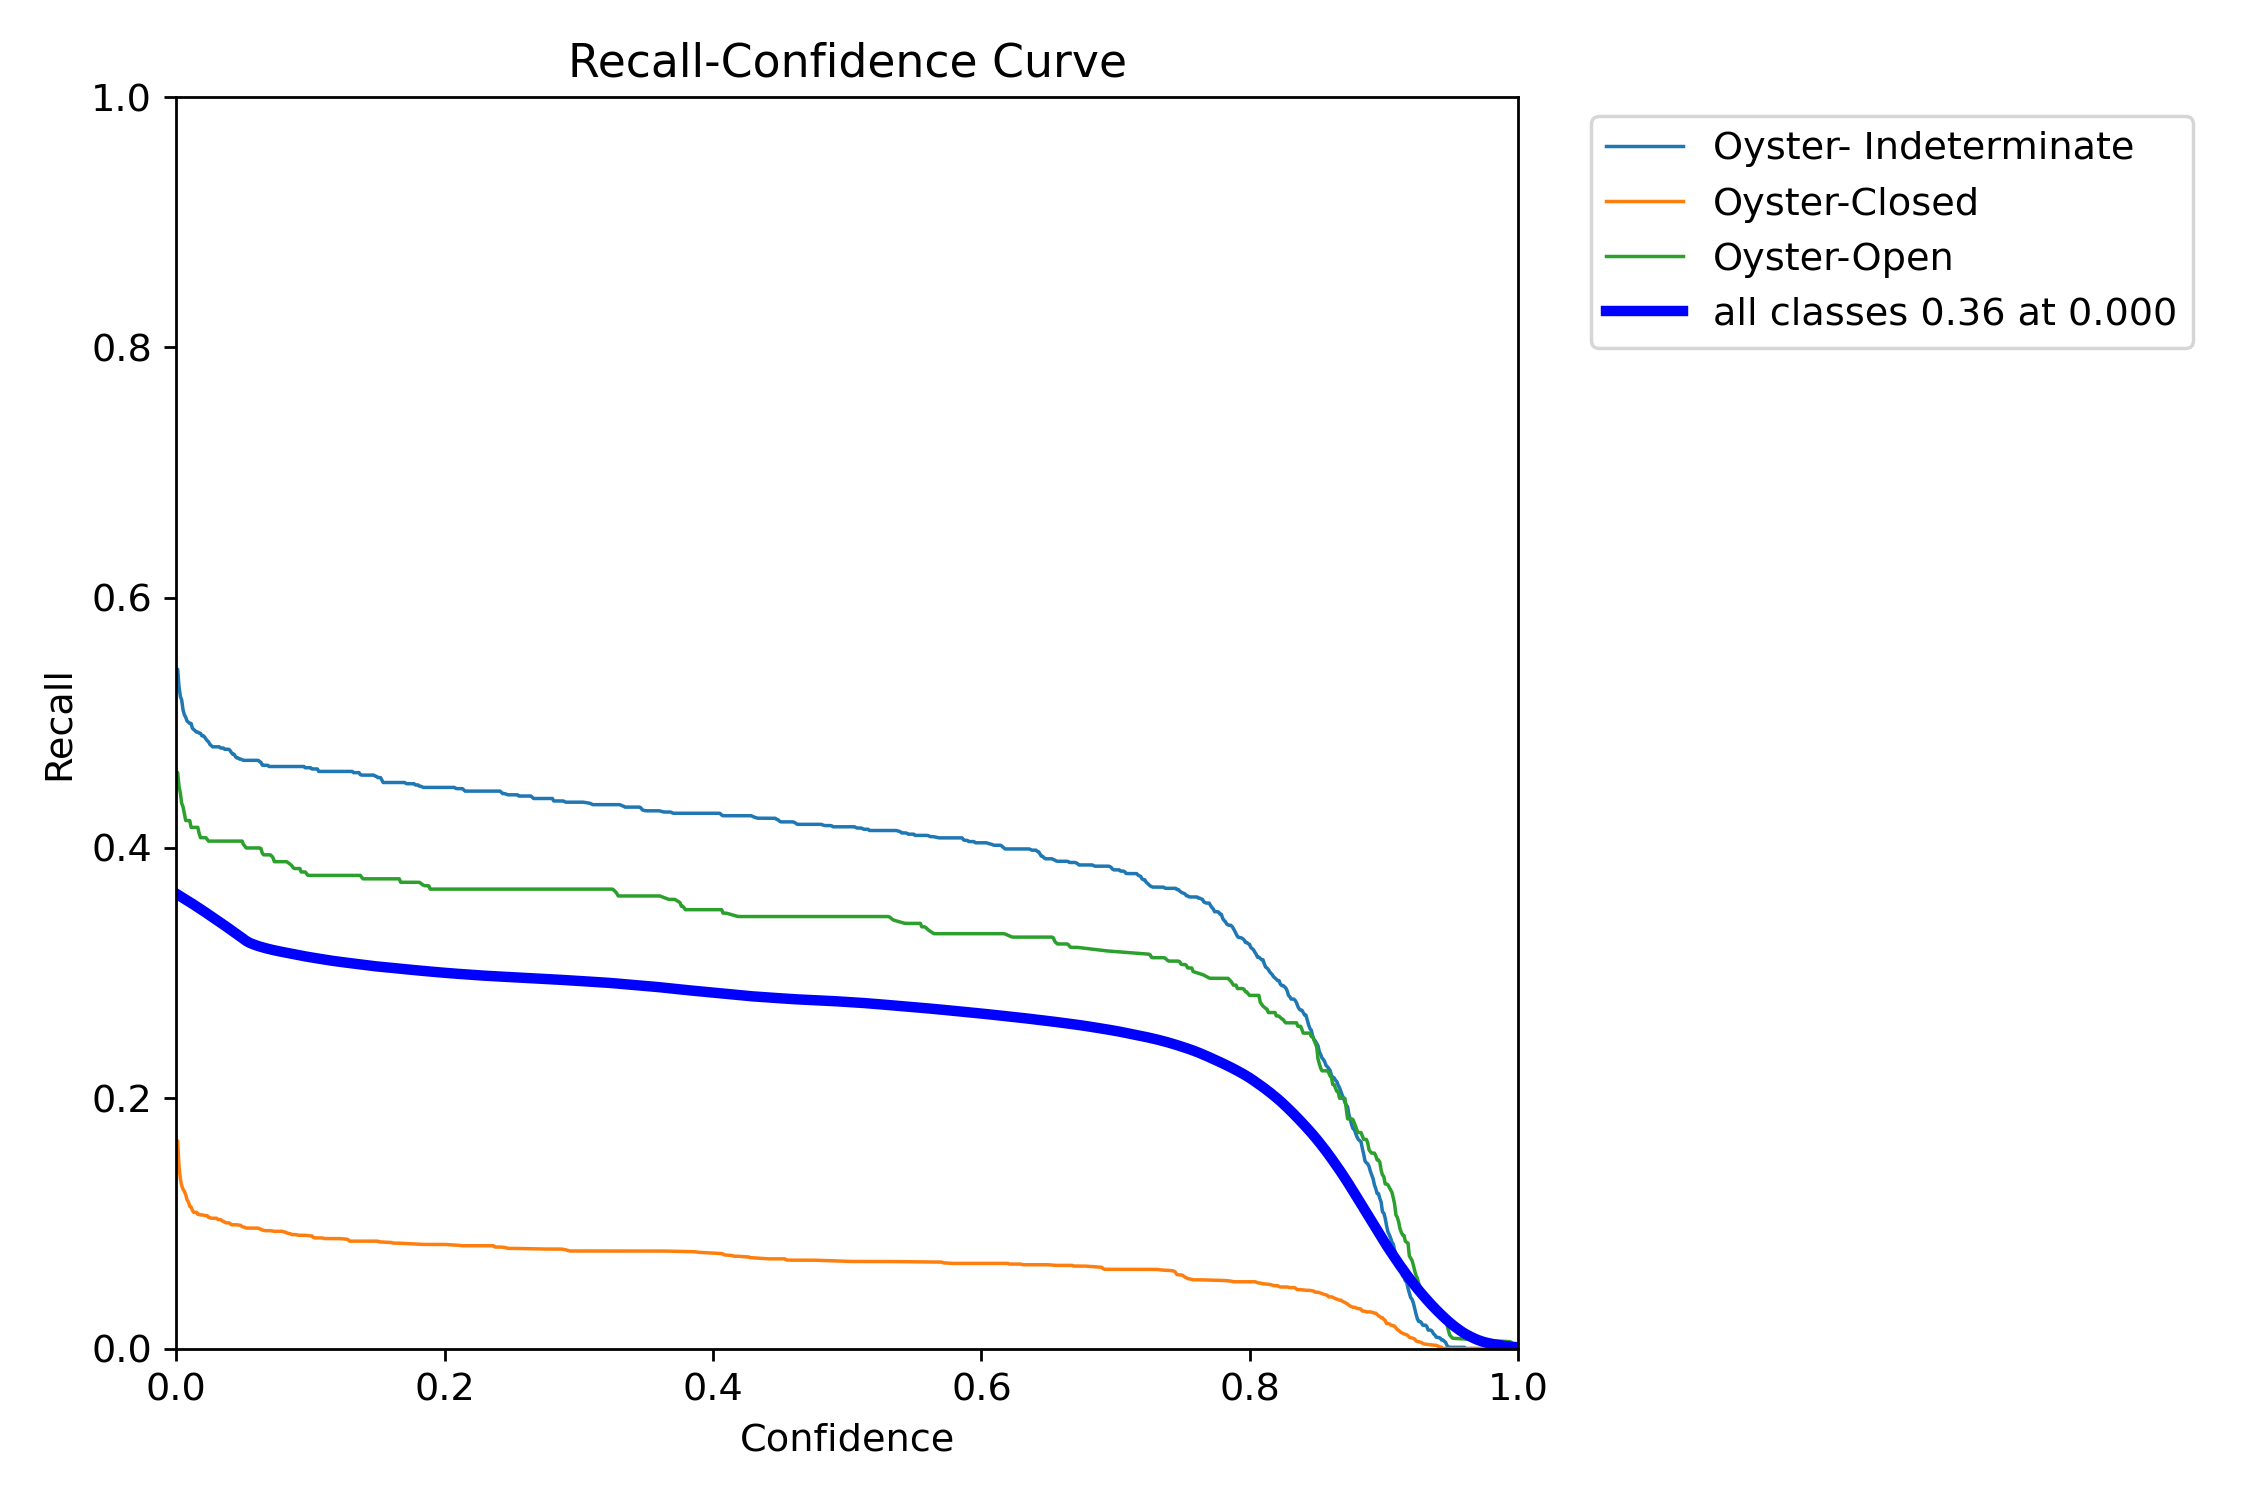 Recall-Confidence Curve
1.0
0.8
0.6
0.4
0.2
0.0
Recall
0.0 0.2 0.4 0.6 0.8 1.0
Confidence
Oyster- Indeterminate
Oyster-Closed
Oyster-Open
all classes 0.36 at 0.000